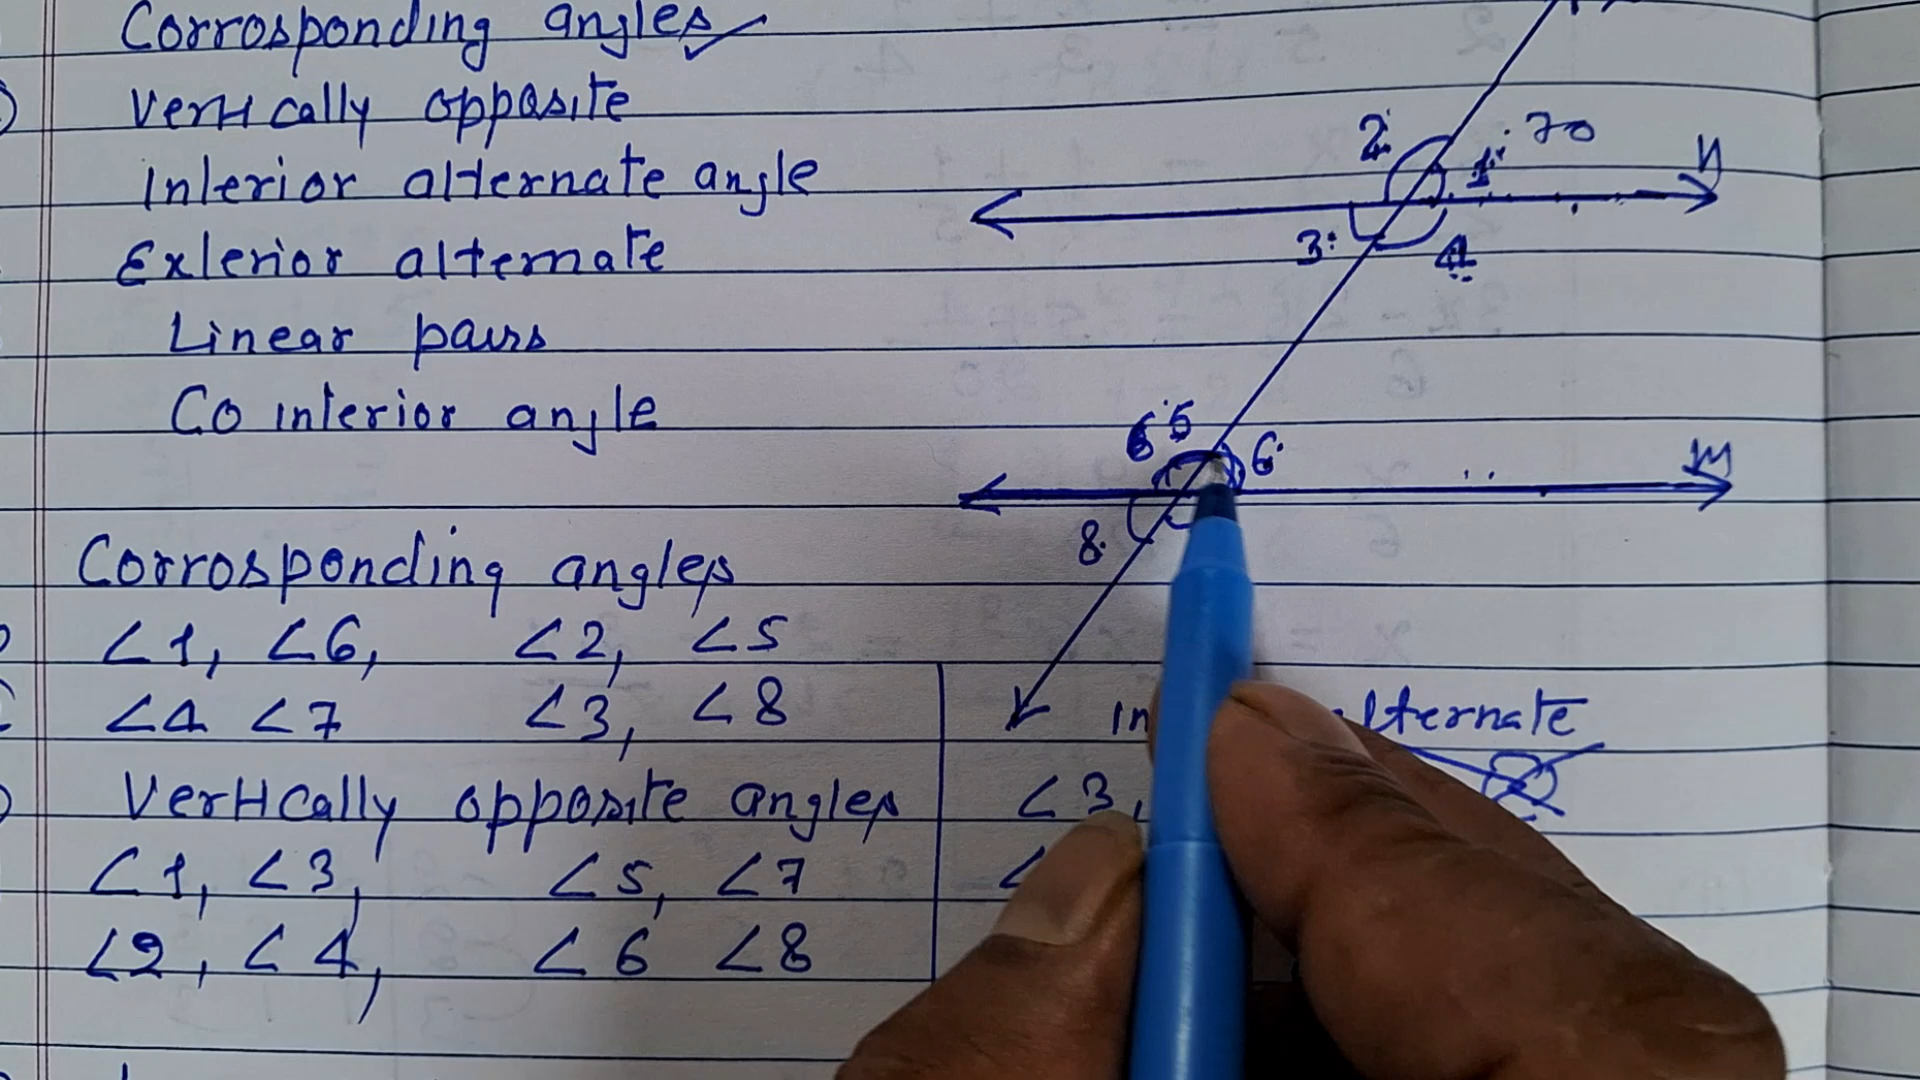 Corrosponding angles
Vertically opposite
Interior alternate angle
Exterior alternate
Linear pairs
Co interior angle
2 1 70 n
3 4
5 6 m
8
Corrosponding angles
∠1, ∠6, ∠2, ∠5
∠4 ∠7 ∠3, ∠8
Vertically opposite angles
∠1, ∠3, ∠5, ∠7
∠2, ∠4, ∠6 ∠8
in alternate
∠3,
∠